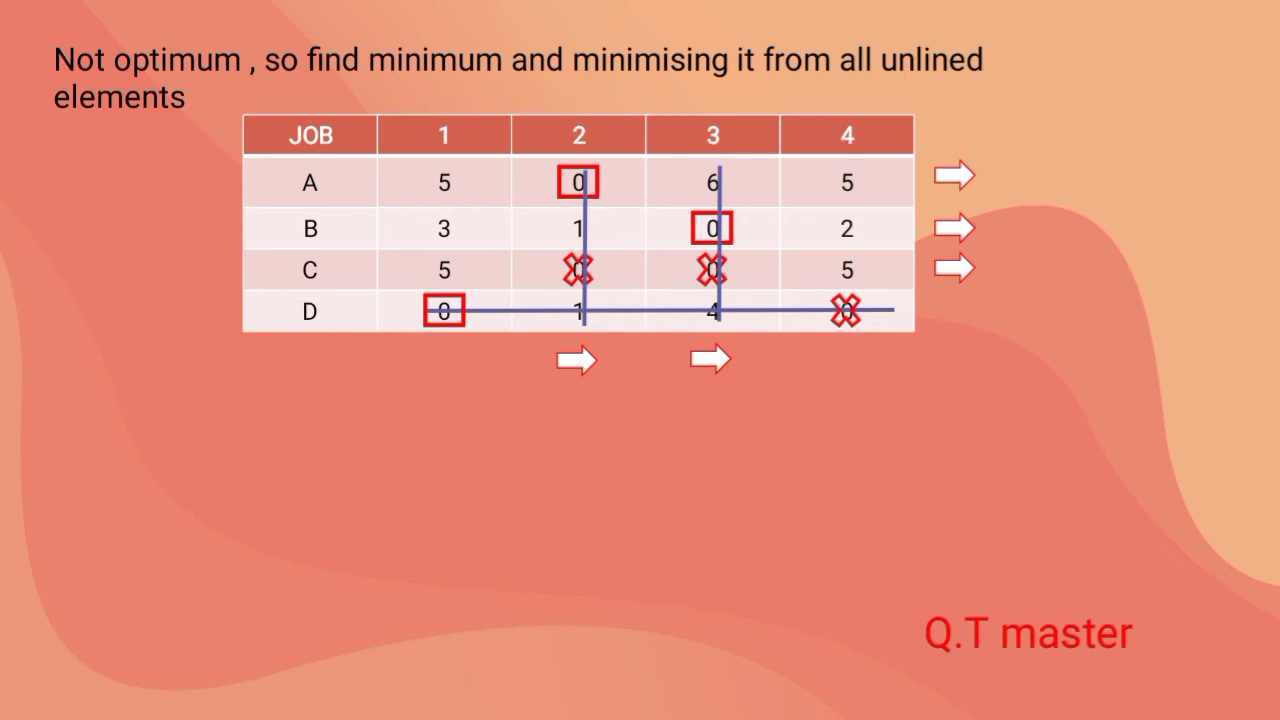 Not optimum , so find minimum and minimising it from all unlined
elements
JOB 1 2 3 4
A 5 0 6 5
B 3 1 0 2
C 5 0 0 5
D 0 1 4 0
Q.T master